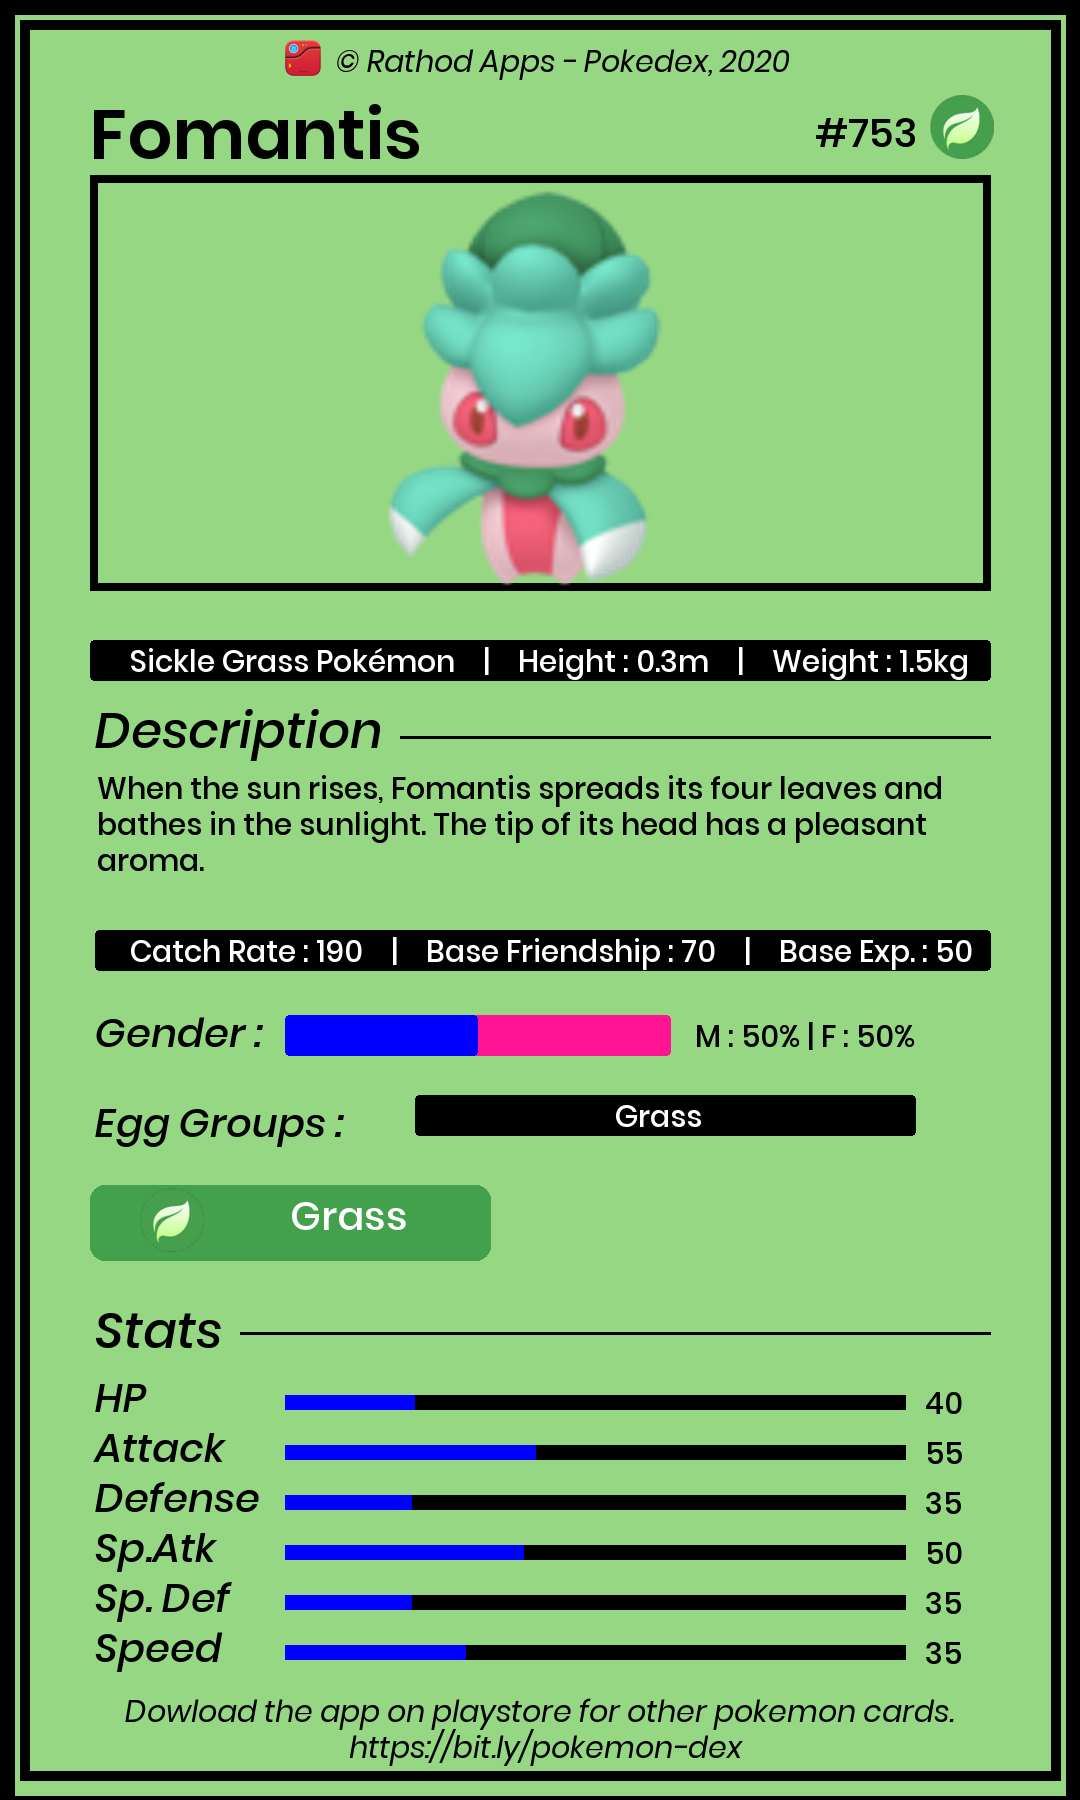 © Rathod Apps - Pokedex, 2020
Fomantis
#753
Sickle Grass Pokémon | Height : 0.3m | Weight : 1.5kg
Description
When the sun rises, Fomantis spreads its four leaves and
bathes in the sunlight. The tip of its head has a pleasant
aroma.
Catch Rate : 190 | Base Friendship : 70 | Base Exp. : 50
Gender : M : 50% | F : 50%
Egg Groups : Grass
Grass
Stats
HP 40
Attack 55
Defense 35
Sp.Atk 50
Sp. Def 35
Speed 35
Dowload the app on playstore for other pokemon cards.
https://bit.ly/pokemon-dex